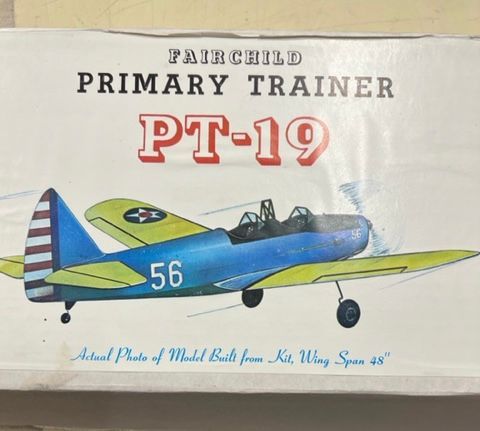 FAIRCHILD
PRIMARY TRAINER
PT-19
56
56
Actual Photo of Model Built from Kit, Wing Span 48"